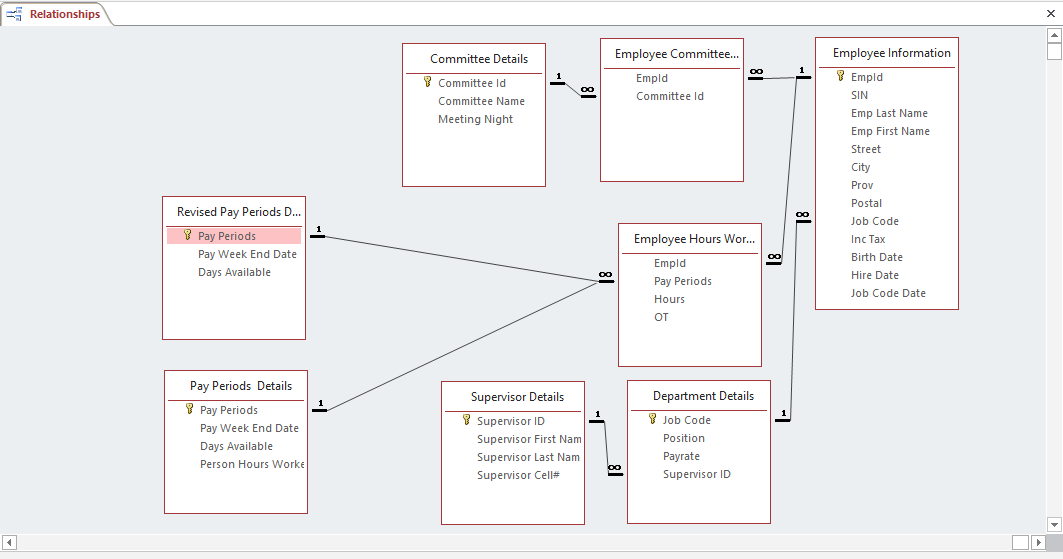 Relationships
Committee Details
Committee Id
Committee Name
Meeting Night
1
∞
Employee Committee...
EmpId
Committee Id
∞
1
Employee Information
EmpId
SIN
Emp Last Name
Emp First Name
Street
City
Prov
Postal
Job Code
Inc Tax
Birth Date
Hire Date
Job Code Date
∞
Revised Pay Periods D...
Pay Periods
Pay Week End Date
Days Available
1
∞
Employee Hours Wor...
EmpId
Pay Periods
Hours
OT
∞
Pay Periods Details
Pay Periods
Pay Week End Date
Days Available
Person Hours Worke
1
Supervisor Details
Supervisor ID
Supervisor First Nam
Supervisor Last Nam
Supervisor Cell#
1
∞
Department Details
Job Code
Position
Payrate
Supervisor ID
1